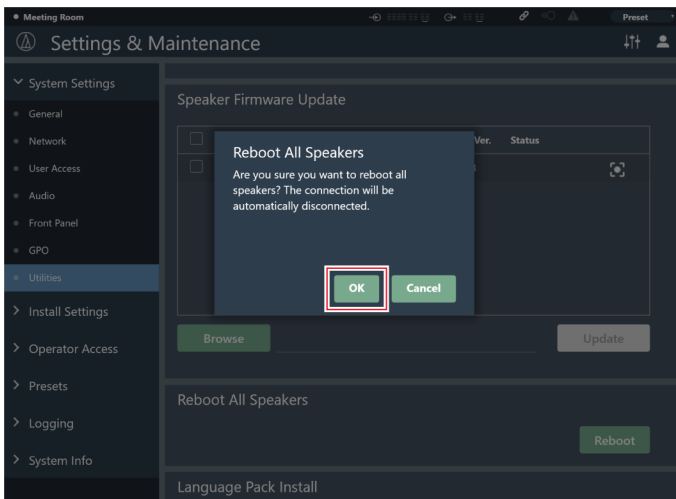 Meeting Room
Preset
Settings & Maintenance
System Settings
General
Network
User Access
Audio
Front Panel
GPO
Utilities
Install Settings
Operator Access
Presets
Logging
System Info
Speaker Firmware Update
Ver. Status
Reboot All Speakers
Are you sure you want to reboot all
speakers? The connection will be
automatically disconnected.
OK Cancel
Browse
Update
Reboot All Speakers
Reboot
Language Pack Install